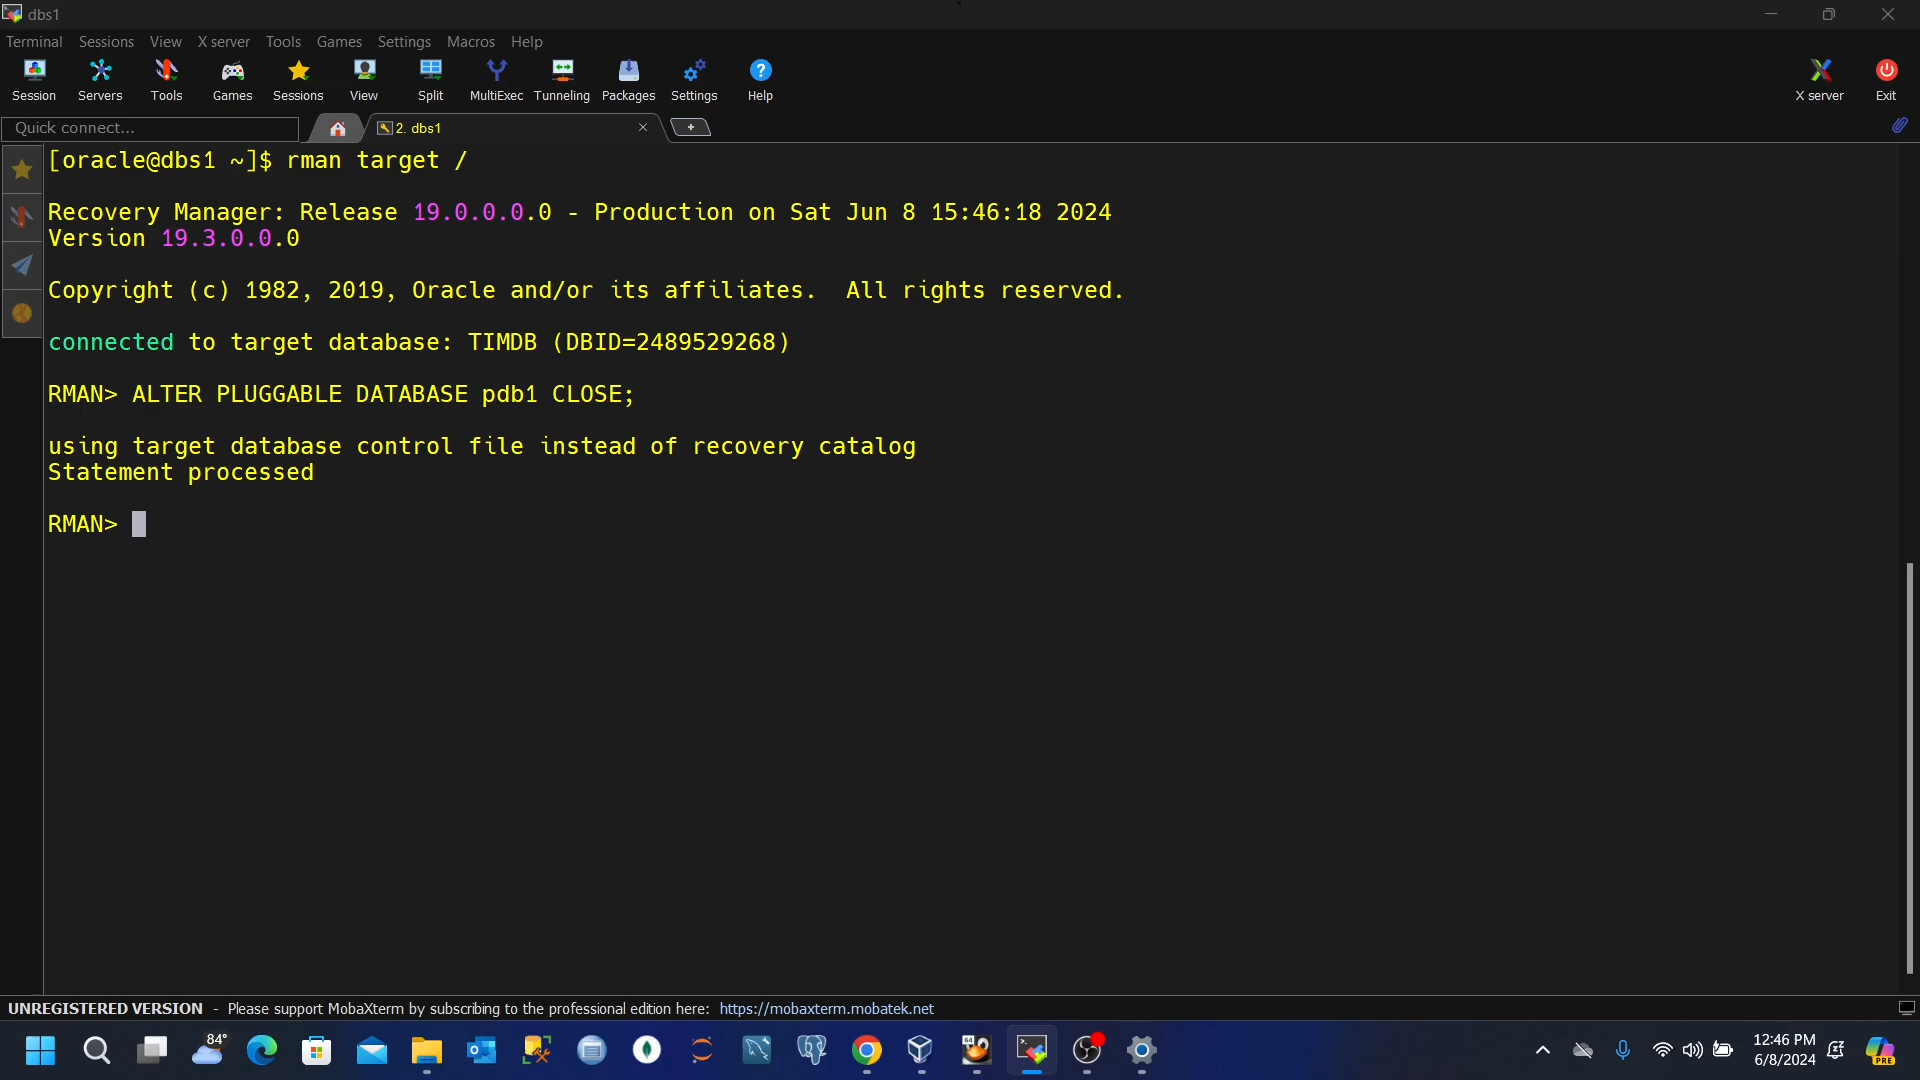 dbs1
Terminal Sessions View X server Tools Games Settings Macros Help
Session Servers Tools Games Sessions View Split MultiExec Tunneling Packages Settings Help X server Exit
Quick connect...
2. dbs1
[oracle@dbs1 ~]$ rman target /
Recovery Manager: Release 19.0.0.0.0 - Production on Sat Jun 8 15:46:18 2024
Version 19.3.0.0.0
Copyright (c) 1982, 2019, Oracle and/or its affiliates.  All rights reserved.
connected to target database: TIMDB (DBID=2489529268)
RMAN> ALTER PLUGGABLE DATABASE pdb1 CLOSE;
using target database control file instead of recovery catalog
Statement processed
RMAN>
UNREGISTERED VERSION - Please support MobaXterm by subscribing to the professional edition here: https://mobaxterm.mobatek.net
84°
12:46 PM
6/8/2024
PRE